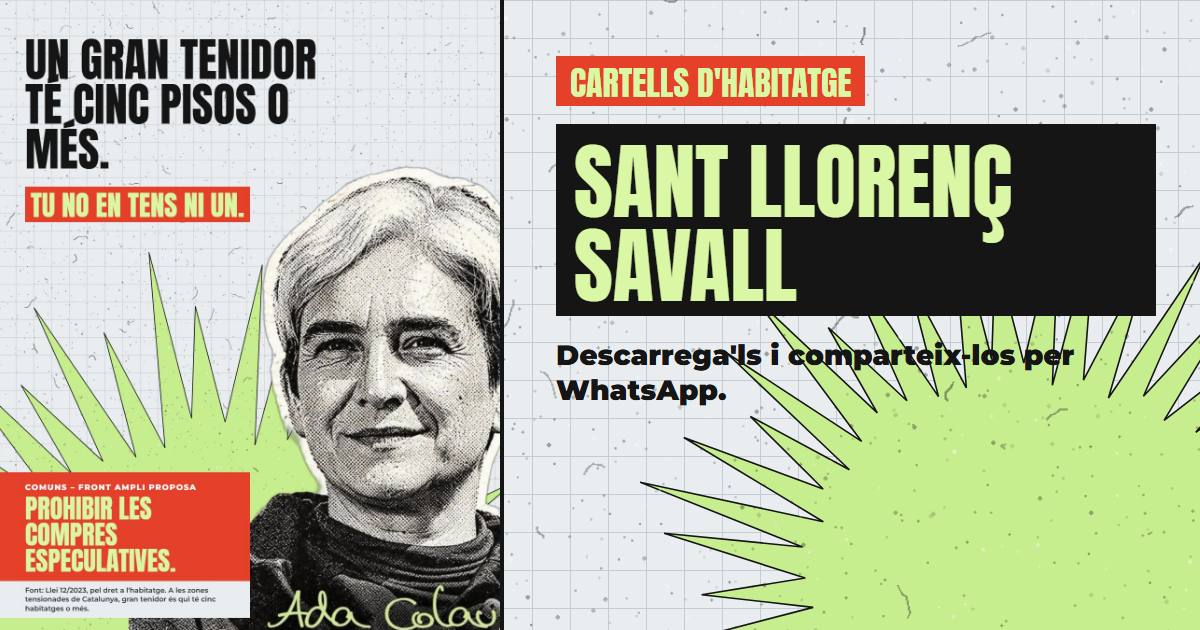 UN GRAN TENIDOR
TÉ CINC PISOS O
MÉS.
TU NO EN TENS NI UN.
COMUNS – FRONT AMPLI PROPOSA
PROHIBIR LES
COMPRES
ESPECULATIVES.
Font: Llei 12/2023, pel dret a l'habitatge. A les zones
tensionades de Catalunya, gran tenidor és qui té cinc
habitatges o més.
Ada Colau
CARTELLS D'HABITATGE
SANT LLORENÇ
SAVALL
Descarrega'ls i comparteix-los per
WhatsApp.